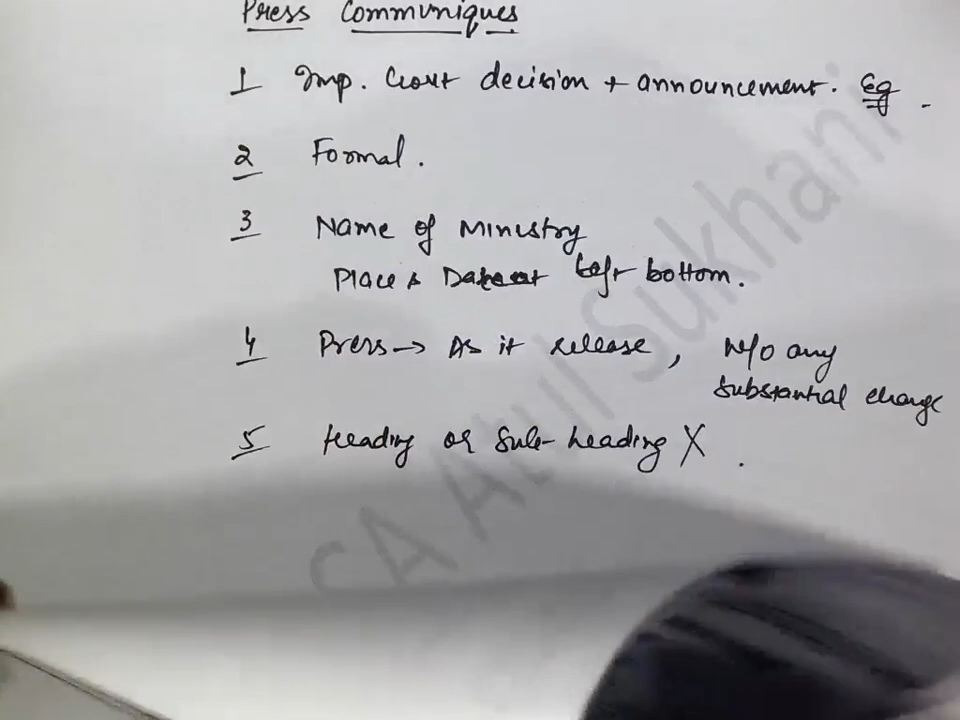 Press Communiques
1 Imp. Govt decision + announcement. Eg.
2 Formal.
3 Name of Ministry
Place & Date at left bottom.
4 Press → As it release, w/o any
substantial change
5 Heading or Sub-heading X.
CA Atul Sukhani